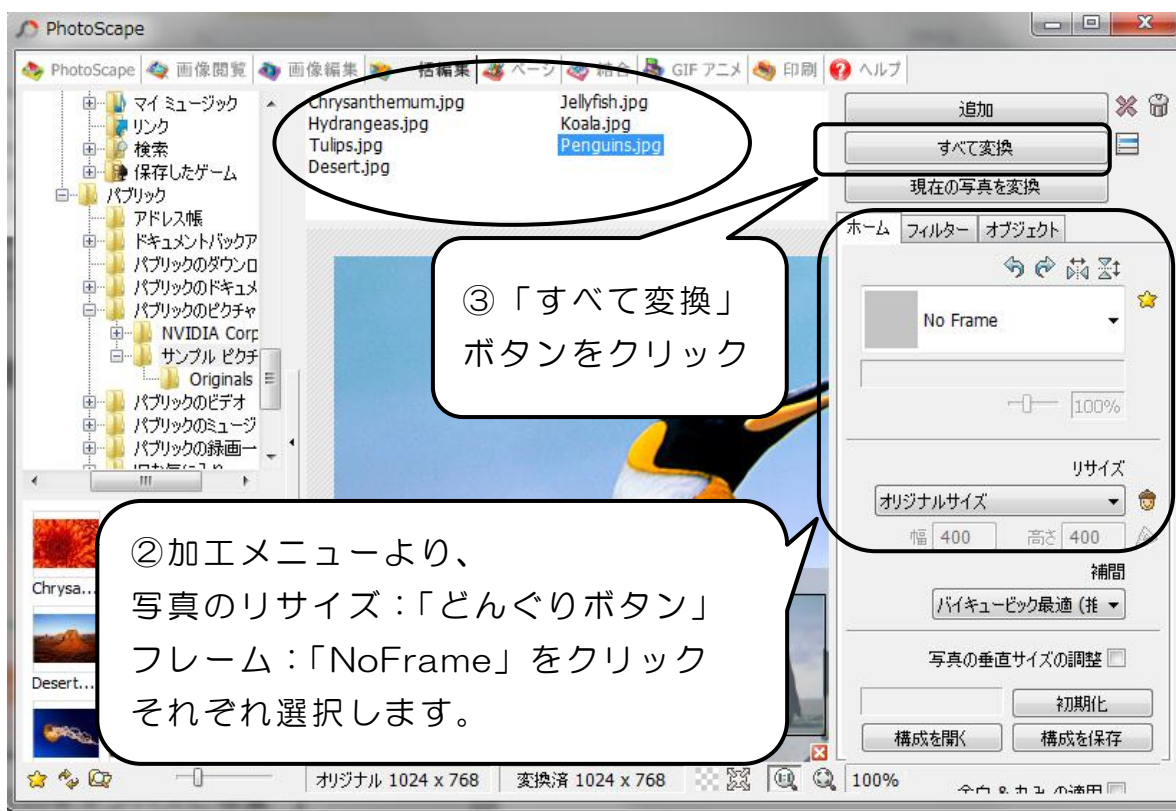 PhotoScape
PhotoScape 画像閲覧 画像編集 括編集 ページ 結合 GIF アニメ 印刷 ヘルプ
マイ ミュージック
リンク
検索
保存したゲーム
パブリック
アドレス帳
ドキュメントバックア
パブリックのダウンロ
パブリックのドキュメ
パブリックのピクチャ
NVIDIA Corp
サンプル ピクチ
Originals
パブリックのビデオ
パブリックのミュージ
パブリックの録画一
Chrysanthemum.jpg
Hydrangeas.jpg
Tulips.jpg
Desert.jpg
Jellyfish.jpg
Koala.jpg
Penguins.jpg
追加
すべて変換
現在の写真を変換
ホーム フィルター オブジェクト
No Frame
100%
リサイズ
オリジナルサイズ
幅 400 高さ 400
補間
バイキュービック最適 (推
写真の垂直サイズの調整
初期化
構成を開く 構成を保存
③「すべて変換」
ボタンをクリック
②加工メニューより、
写真のリサイズ：「どんぐりボタン」
フレーム：「NoFrame」をクリック
それぞれ選択します。
Chrysa...
Desert...
オリジナル 1024 x 768 変換済 1024 x 768 100%